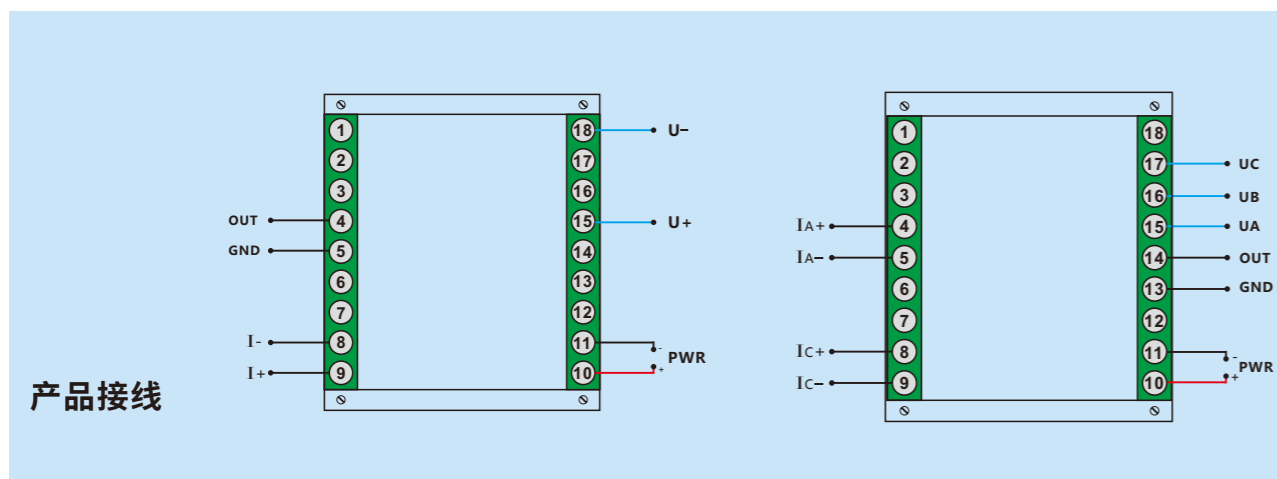 1 18 U−
2 17
3 16
OUT 4 15 U+
GND 5 14
6 13
7 12
I- 8 11 - PWR
I+ 9 10 +
1 18
2 17 UC
3 16 UB
IA+ 4 15 UA
IA− 5 14 OUT
6 13 GND
7 12
IC+ 8 11 - PWR
IC− 9 10 +
产品接线